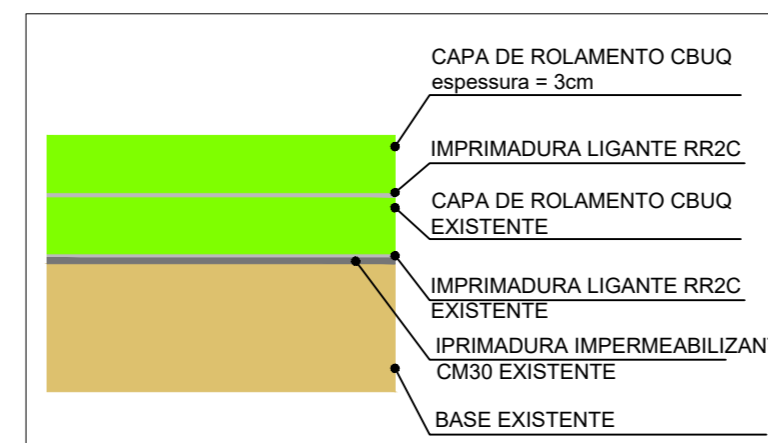 CAPA DE ROLAMENTO CBUQ
espessura = 3cm
IMPRIMADURA LIGANTE RR2C
CAPA DE ROLAMENTO CBUQ
EXISTENTE
IMPRIMADURA LIGANTE RR2C
EXISTENTE
IPRIMADURA IMPERMEABILIZANT
CM30 EXISTENTE
BASE EXISTENTE